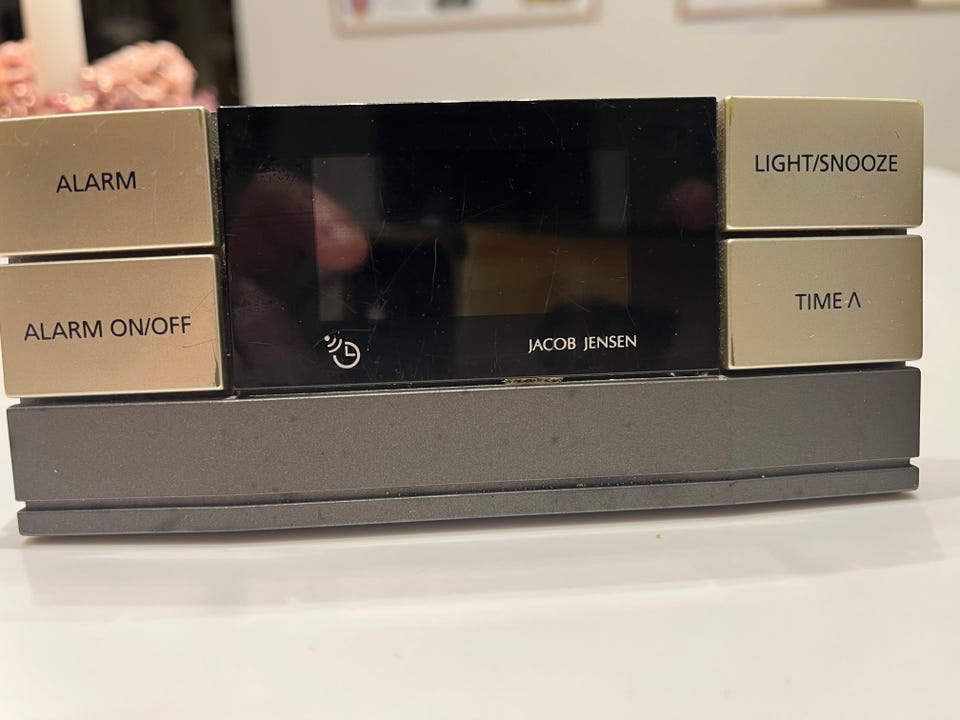 ALARM
LIGHT/SNOOZE
ALARM ON/OFF
TIME Λ
JACOB JENSEN